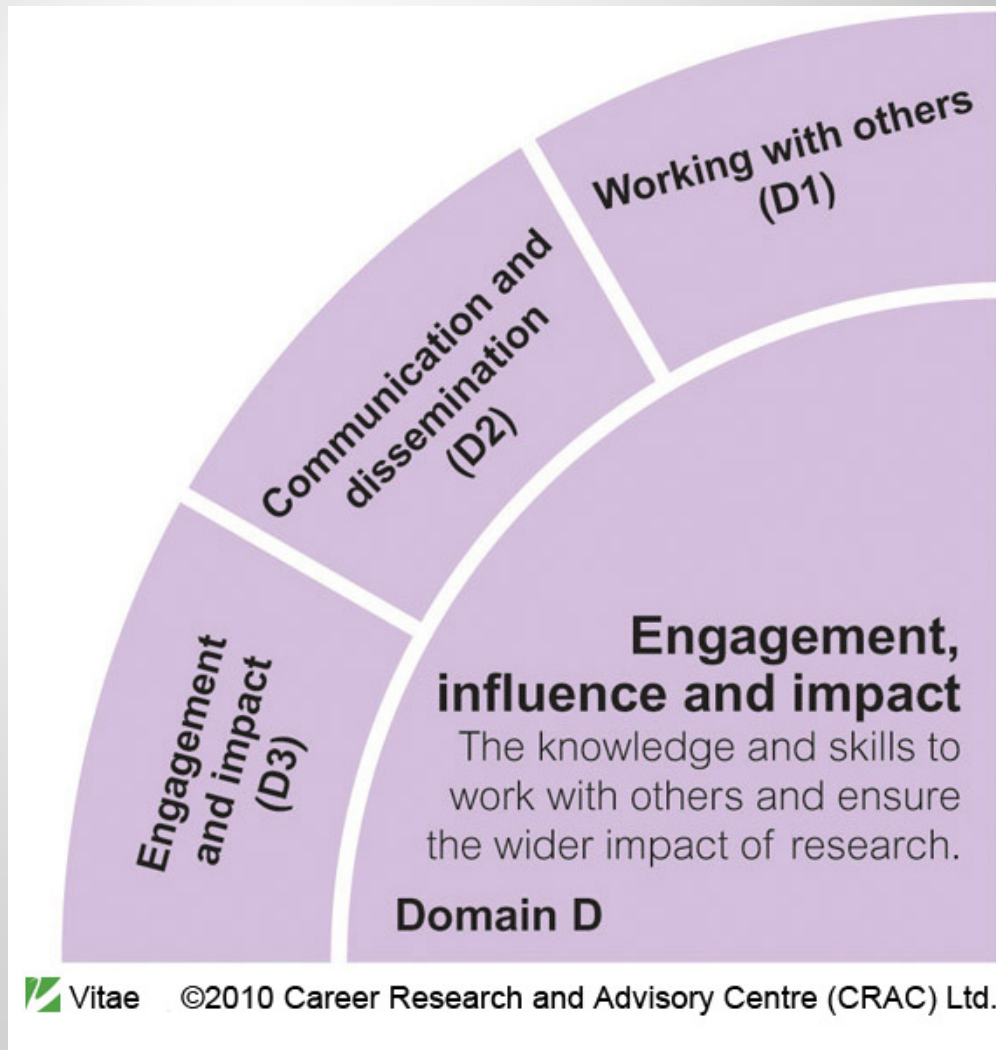 Working with others
(D1)
Communication and
dissemination
(D2)
Engagement
and impact
(D3)
Engagement,
influence and impact
The knowledge and skills to
work with others and ensure
the wider impact of research.
Domain D
Vitae ©2010 Career Research and Advisory Centre (CRAC) Ltd.